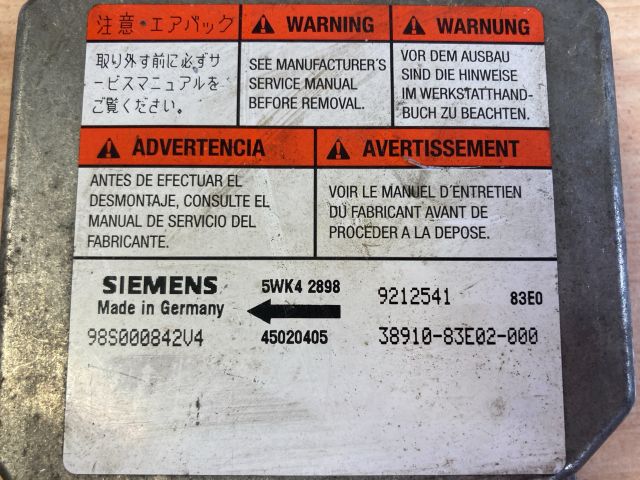 注意・エアバッグ
取り外す前に必ずサ
ービスマニュアルを
ご覧ください。
WARNING
SEE MANUFACTURER'S
SERVICE MANUAL
BEFORE REMOVAL.
WARNUNG
VOR DEM AUSBAU
SIND DIE HINWEISE
IM WERKSTATTHAND-
BUCH ZU BEACHTEN.
ADVERTENCIA
ANTES DE EFECTUAR EL
DESMONTAJE, CONSULTE EL
MANUAL DE SERVICIO DEL
FABRICANTE.
AVERTISSEMENT
VOIR LE MANUEL D'ENTRETIEN
DU FABRICANT AVANT DE
PROCEDER A LA DEPOSE.
SIEMENS 5WK4 2898 9212541 83E0
Made in Germany
98S000842V4 45020405 38910-83E02-000